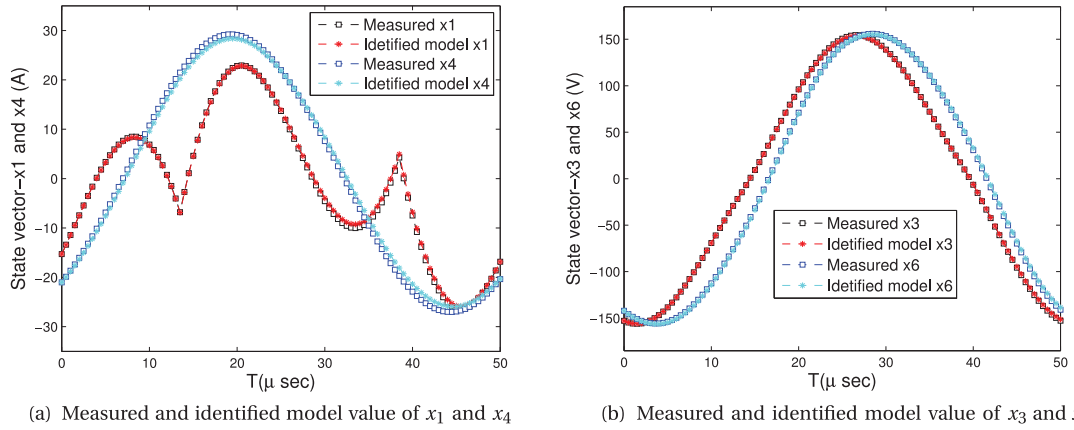 Measured x1
Idetified model x1
Measured x4
Idetified model x4
State vector−x1 and x4 (A)
30
20
10
0
−10
−20
−30
0 10 20 30 40 50
T(μ sec)
(a) Measured and identified model value of x1 and x4
State vector−x3 and x6 (V)
150
100
50
0
−50
−100
−150
Measured x3
Idetified model x3
Measured x6
Idetified model x6
0 10 20 30 40 50
T(μ sec)
(b) Measured and identified model value of x3 and .